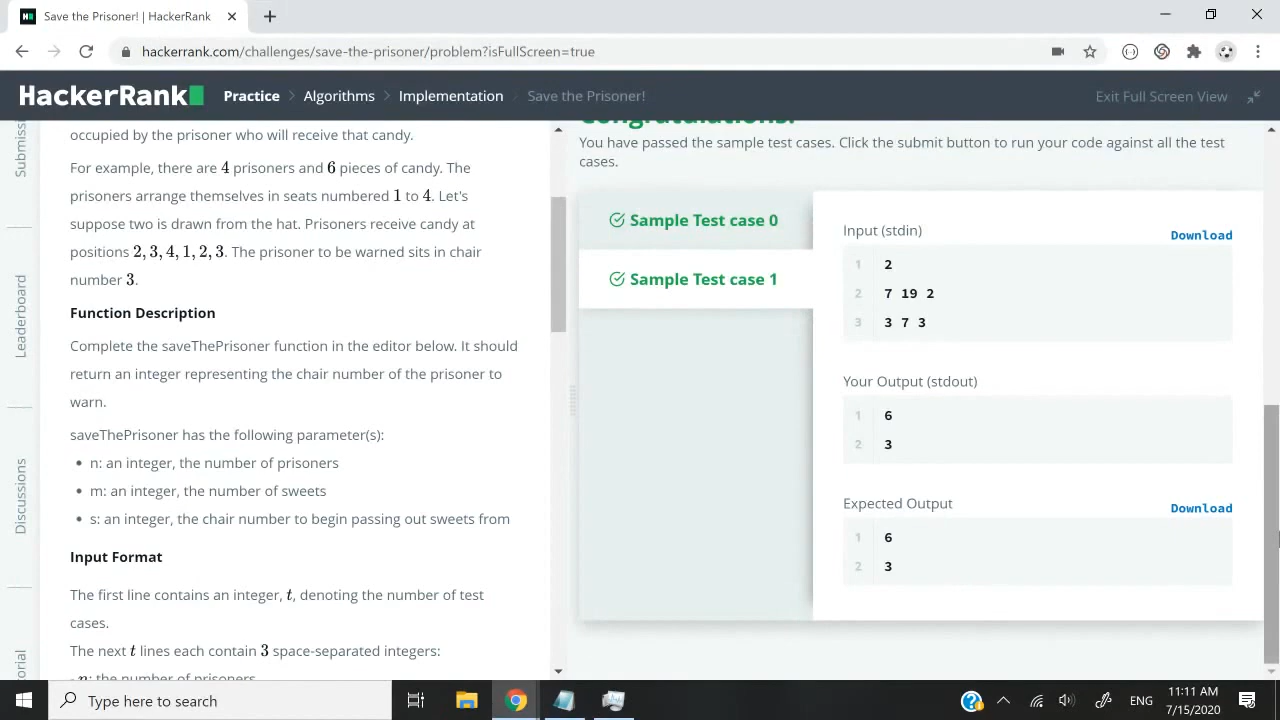 Save the Prisoner! | HackerRank
hackerrank.com/challenges/save-the-prisoner/problem?isFullScreen=true
HackerRank
Practice
Algorithms
Implementation
Save the Prisoner!
Exit Full Screen View
Submiss
Leaderboard
Discussions
orial
occupied by the prisoner who will receive that candy.
For example, there are 4 prisoners and 6 pieces of candy. The
prisoners arrange themselves in seats numbered 1 to 4. Let's
suppose two is drawn from the hat. Prisoners receive candy at
positions 2, 3, 4, 1, 2, 3. The prisoner to be warned sits in chair
number 3.
Function Description
Complete the saveThePrisoner function in the editor below. It should
return an integer representing the chair number of the prisoner to
warn.
saveThePrisoner has the following parameter(s):
• n: an integer, the number of prisoners
• m: an integer, the number of sweets
• s: an integer, the chair number to begin passing out sweets from
Input Format
The first line contains an integer, t, denoting the number of test
cases.
The next t lines each contain 3 space-separated integers:
- n: the number of prisoners
Congratulations!
You have passed the sample test cases. Click the submit button to run your code against all the test
cases.
Sample Test case 0
Sample Test case 1
Input (stdin)
Download
1 2
2 7 19 2
3 3 7 3
Your Output (stdout)
1 6
2 3
Expected Output
Download
1 6
2 3
Type here to search
ENG
11:11 AM
7/15/2020